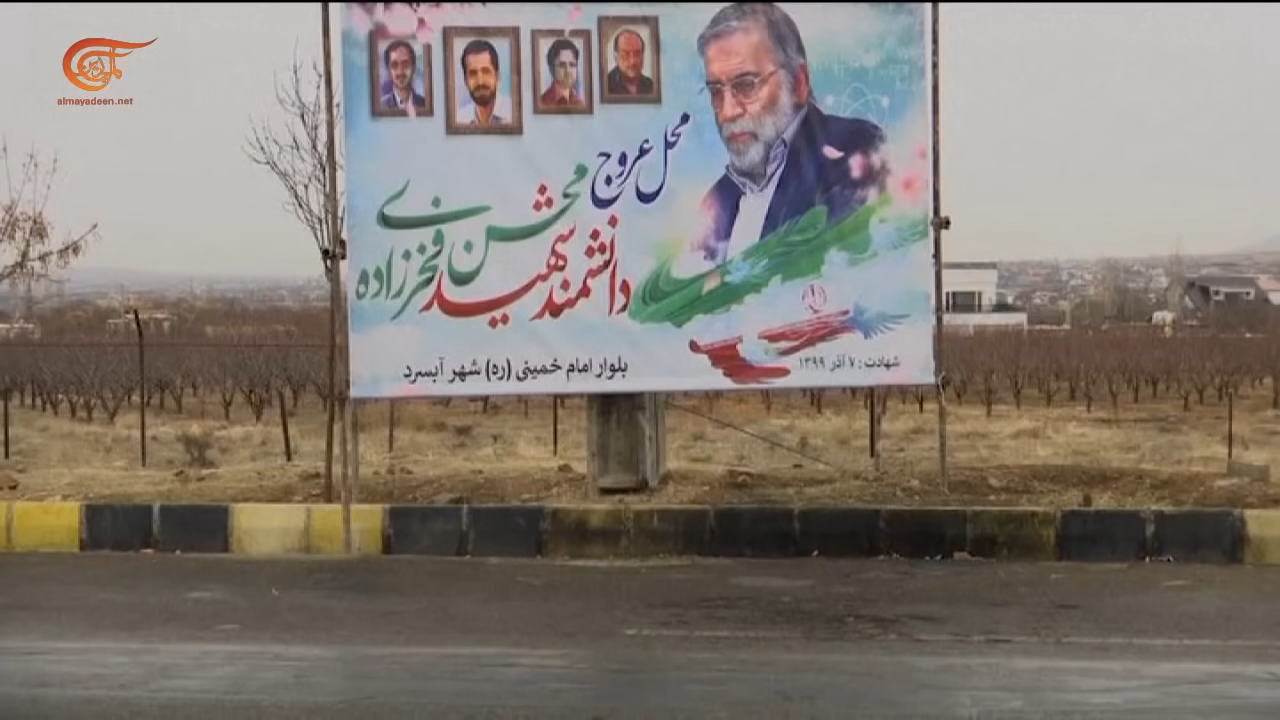 almayadeen.net
محل عروج
دانشمند شهید محسن فخری زاده
بلوار امام خمینی (ره) شهر آبسرد
شهادت : ۷ آذر ۱۳۹۹